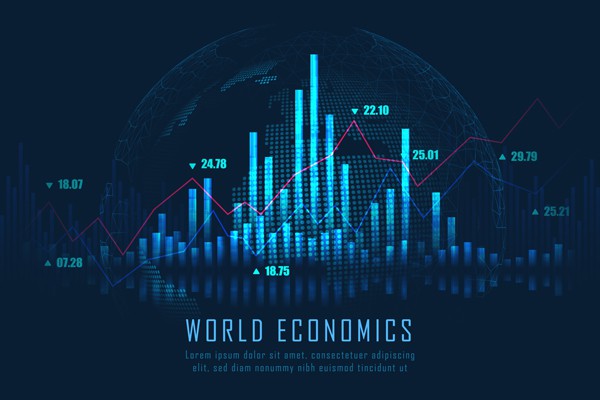 22.10
24.78
25.01
29.79
18.07
25.21
07.28
18.75
WORLD ECONOMICS
Lorem ipsum dolor sit amet, consectetuer adipiscing
elit, sed diam nonummy nibh euismod tincidunt ut